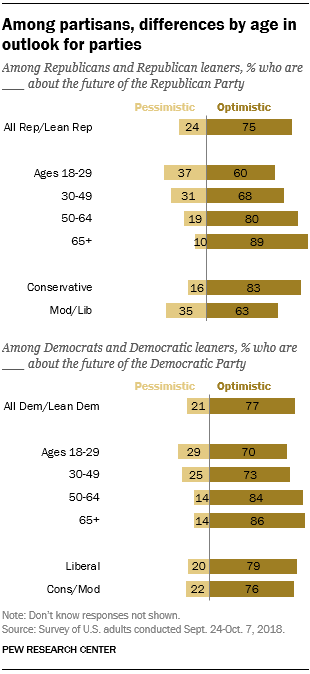 Among partisans, differences by age in
outlook for parties
Among Republicans and Republican leaners, % who are
___ about the future of the Republican Party
Pessimistic Optimistic
All Rep/Lean Rep 24 75
Ages 18-29 37 60
30-49 31 68
50-64 19 80
65+ 10 89
Conservative 16 83
Mod/Lib 35 63
Among Democrats and Democratic leaners, % who are
___ about the future of the Democratic Party
Pessimistic Optimistic
All Dem/Lean Dem 21 77
Ages 18-29 29 70
30-49 25 73
50-64 14 84
65+ 14 86
Liberal 20 79
Cons/Mod 22 76
Note: Don't know responses not shown.
Source: Survey of U.S. adults conducted Sept. 24-Oct. 7, 2018.
PEW RESEARCH CENTER